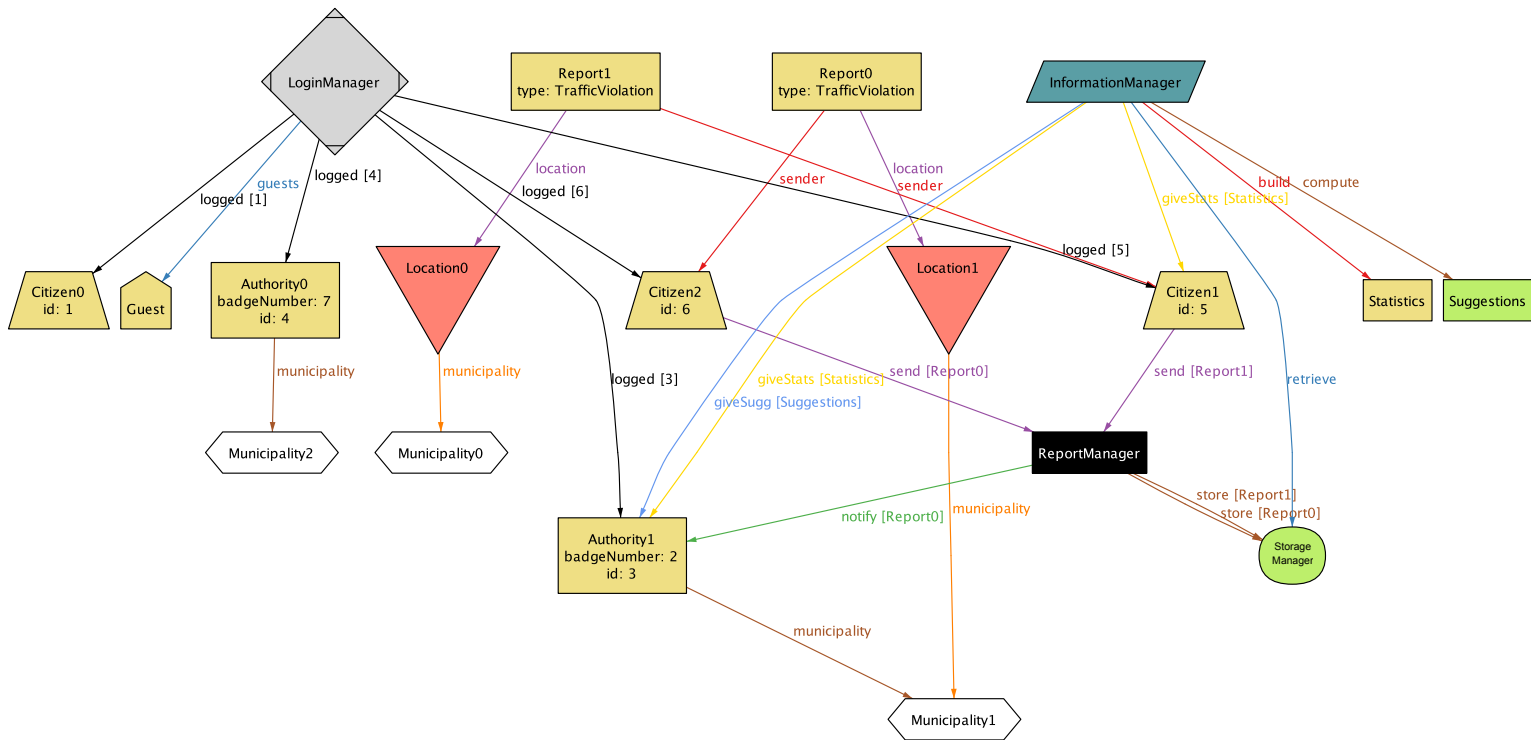 LoginManager
Report1
type: TrafficViolation
Report0
type: TrafficViolation
InformationManager
location
location
logged [4]
guests
sender
sender
build
compute
logged [1]
logged [6]
giveStats [Statistics]
logged [5]
Location0
Location1
Citizen0
id: 1
Guest
Authority0
badgeNumber: 7
id: 4
Citizen2
id: 6
Citizen1
id: 5
Statistics
Suggestions
municipality
municipality
logged [3]
giveStats [Statistics]
send [Report0]
send [Report1]
retrieve
giveSugg [Suggestions]
Municipality2
Municipality0
ReportManager
store [Report1]
store [Report0]
notify [Report0]
municipality
Authority1
badgeNumber: 2
id: 3
Storage
Manager
municipality
Municipality1